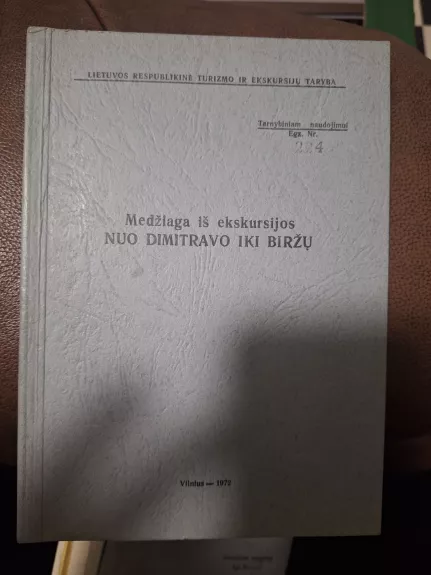 LIETUVOS RESPUBLIKINĖ TURIZMO IR EKSKURSIJŲ TARYBA
Tarnybiniam naudojimui
Egz. Nr.
224
Medžiaga iš ekskursijos
NUO DIMITRAVO IKI BIRŽŲ
Vilnius — 1972